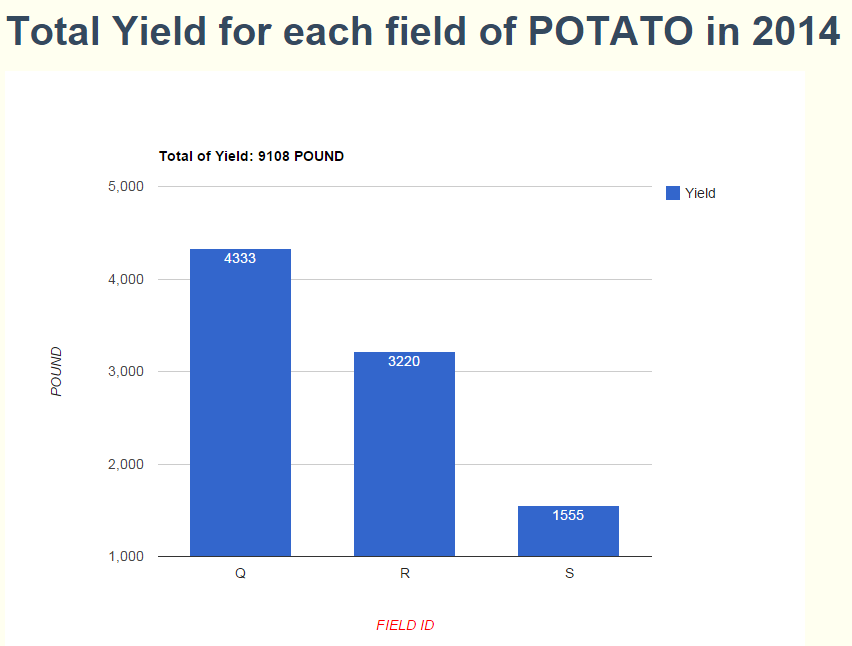 Total Yield for each field of POTATO in 2014
Total of Yield: 9108 POUND
5,000
Yield
4333
4,000
3220
3,000
POUND
2,000
1555
1,000
Q R S
FIELD ID